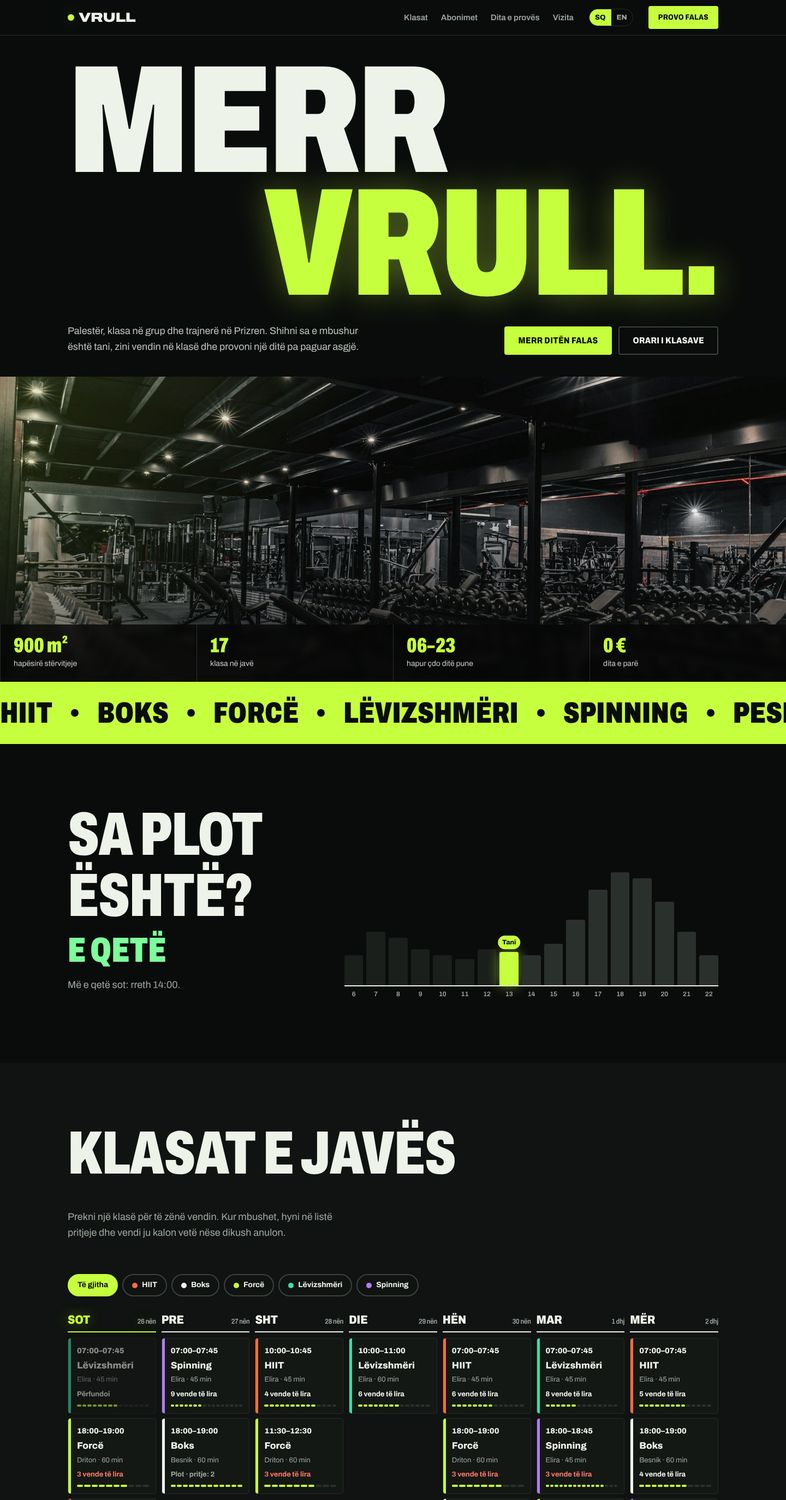 VRULL
Klasat Abonimet Dita e provës Vizita SQ EN PROVO FALAS
MERR
VRULL.
Palestër, klasa në grup dhe trajnerë në Prizren. Shihni sa e mbushur
është tani, zini vendin në klasë dhe provoni një ditë pa paguar asgjë.
MERR DITËN FALAS ORARI I KLASAVE
900 m² 17 06–23 0 €
hapësirë stërvitjeje klasa në javë hapur çdo ditë pune dita e parë
HIIT • BOKS • FORCË • LËVIZSHMËRI • SPINNING •
SA PLOT
ËSHTË?
E QETË
Më e qetë sot: rreth 14:00.
Tani
6 7 8 9 10 11 12 13 14 15 16 17 18 19 20 21 22
KLASAT E JAVËS
Prekni një klasë për të zënë vendin. Kur mbushet, hyni në listë
pritjeje dhe vendi ju kalon vetë nëse dikush anulon.
Të gjitha HIIT Boks Forcë Lëvizshmëri Spinning
SOT 26 nën PRE 27 nën SHT 28 nën DIE 29 nën HËN 30 nën MAR 1 dhj MËR 2 dhj
07:00–07:45 07:00–07:45 10:00–10:45 10:00–11:00 07:00–07:45 07:00–07:45 07:00–07:45
Lëvizshmëri Spinning HIIT Lëvizshmëri HIIT Lëvizshmëri HIIT
Elira · 45 min Elira · 45 min Elira · 45 min Elira · 60 min Elira · 45 min Elira · 45 min Elira · 45 min
Përfundoi 9 vende të lira 4 vende të lira 6 vende të lira 6 vende të lira 8 vende të lira 5 vende të lira
18:00–19:00 18:00–19:00 11:30–12:30 18:00–19:00 18:00–18:45 18:00–19:00
Forcë Boks Forcë Forcë Spinning Boks
Driton · 60 min Besnik · 60 min Driton · 60 min Driton · 60 min Elira · 45 min Besnik · 60 min
3 vende të lira Plot · pritje: 2 3 vende të lira 3 vende të lira 3 vende të lira 4 vende të lira